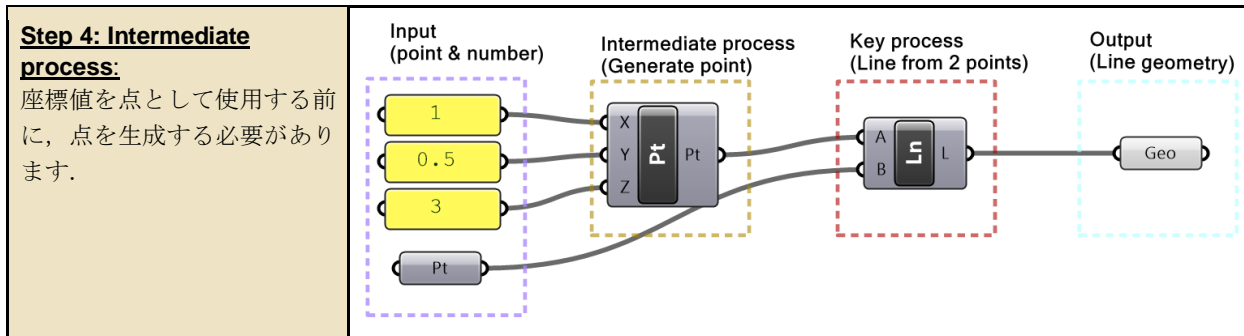 Step 4: Intermediate
process:
座標値を点として使用する前
に，点を生成する必要があり
ます．
Input
(point & number)
Intermediate process
(Generate point)
Key process
(Line from 2 points)
Output
(Line geometry)
1
0.5
3
Pt
X
Y
Z
Pt
Pt
A
B
Ln
L
Geo